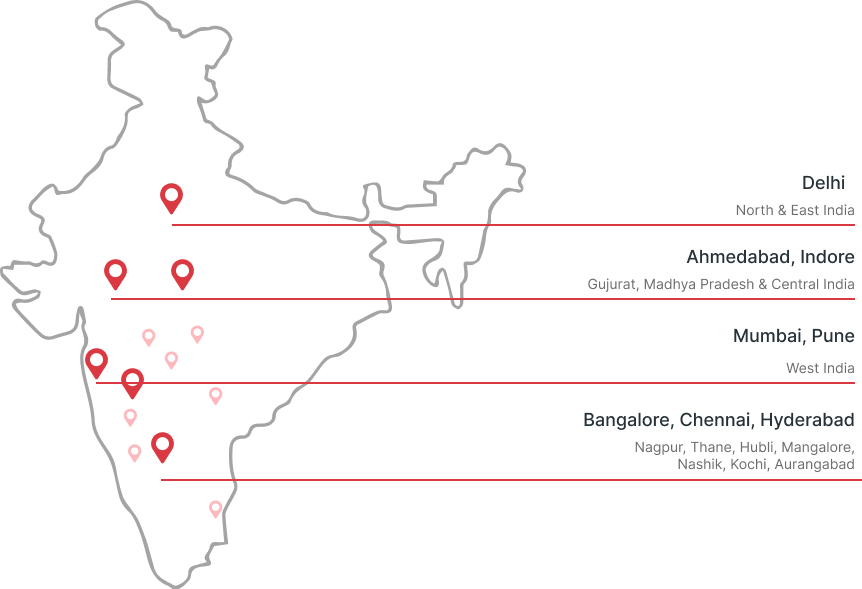 Delhi
North & East India
Ahmedabad, Indore
Gujurat, Madhya Pradesh & Central India
Mumbai, Pune
West India
Bangalore, Chennai, Hyderabad
Nagpur, Thane, Hubli, Mangalore,
Nashik, Kochi, Aurangabad